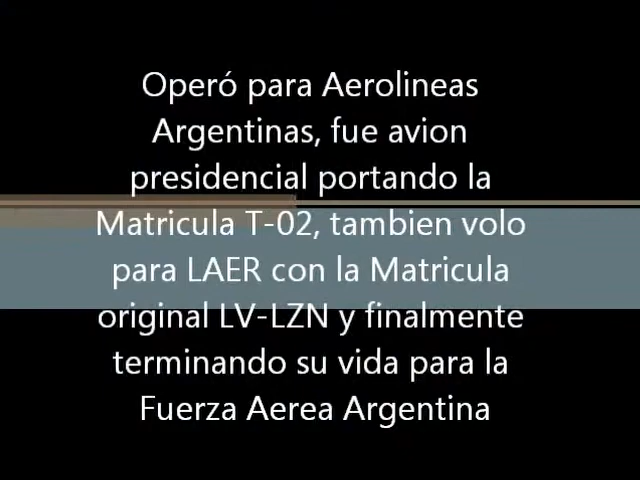 Operó para Aerolineas
Argentinas, fue avion
presidencial portando la
Matricula T-02, tambien volo
para LAER con la Matricula
original LV-LZN y finalmente
terminando su vida para la
Fuerza Aerea Argentina